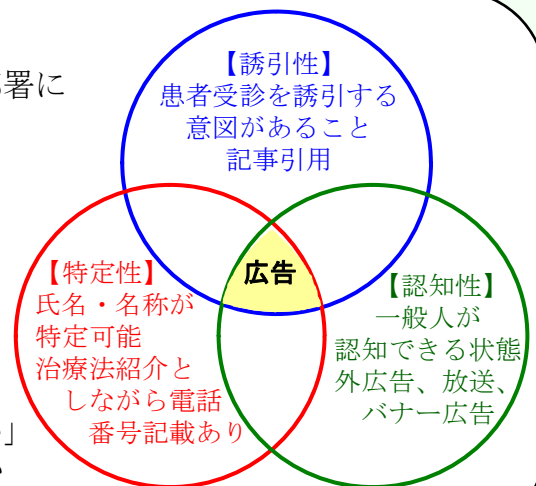 署に
【誘引性】
患者受診を誘引する
意図があること
記事引用
広告
【特定性】
氏名・名称が
特定可能
治療法紹介と
しながら電話
番号記載あり
【認知性】
一般人が
認知できる状態
外広告、放送、
バナー広告
」